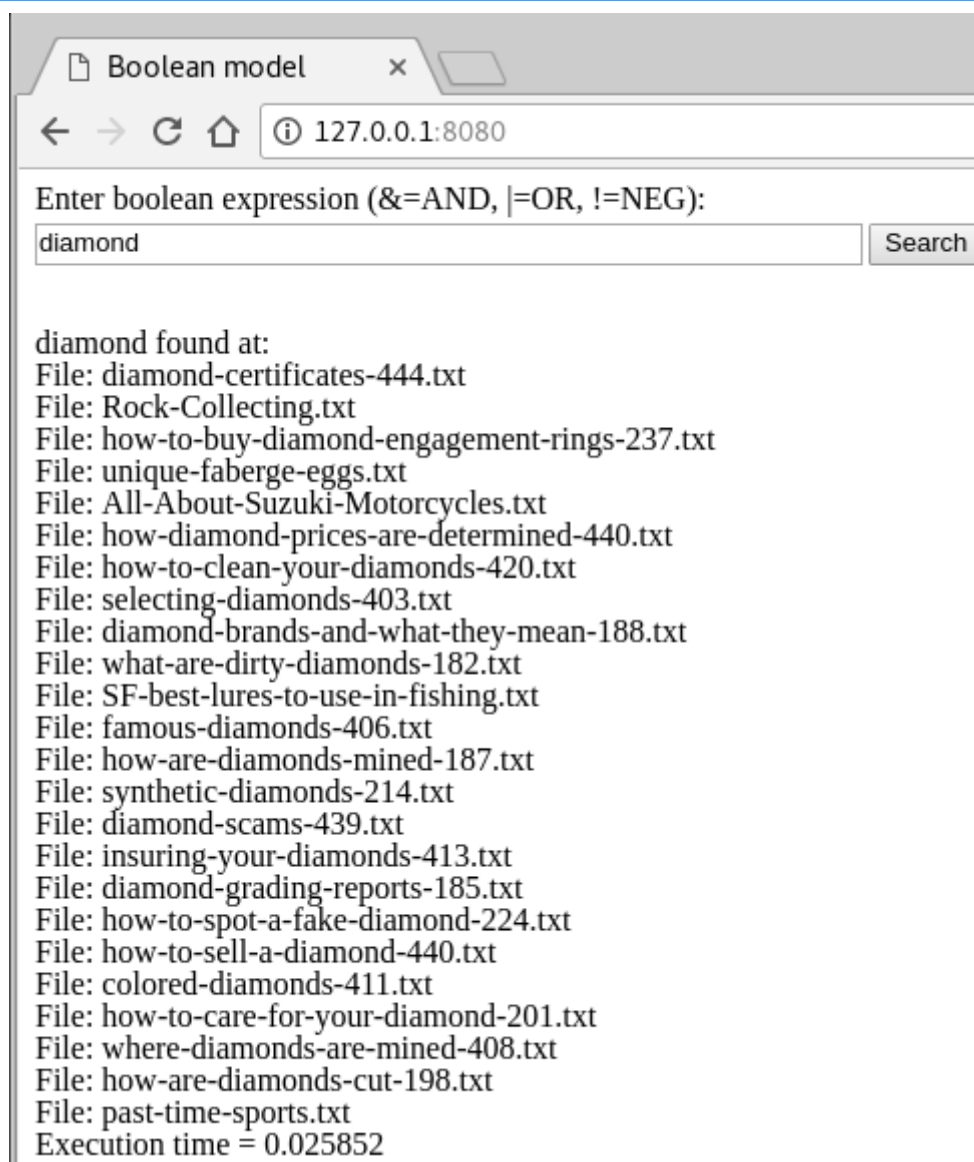 Boolean model
127.0.0.1:8080
Enter boolean expression (&=AND, |=OR, !=NEG):
diamond
Search
diamond found at:
File: diamond-certificates-444.txt
File: Rock-Collecting.txt
File: how-to-buy-diamond-engagement-rings-237.txt
File: unique-faberge-eggs.txt
File: All-About-Suzuki-Motorcycles.txt
File: how-diamond-prices-are-determined-440.txt
File: how-to-clean-your-diamonds-420.txt
File: selecting-diamonds-403.txt
File: diamond-brands-and-what-they-mean-188.txt
File: what-are-dirty-diamonds-182.txt
File: SF-best-lures-to-use-in-fishing.txt
File: famous-diamonds-406.txt
File: how-are-diamonds-mined-187.txt
File: synthetic-diamonds-214.txt
File: diamond-scams-439.txt
File: insuring-your-diamonds-413.txt
File: diamond-grading-reports-185.txt
File: how-to-spot-a-fake-diamond-224.txt
File: how-to-sell-a-diamond-440.txt
File: colored-diamonds-411.txt
File: how-to-care-for-your-diamond-201.txt
File: where-diamonds-are-mined-408.txt
File: how-are-diamonds-cut-198.txt
File: past-time-sports.txt
Execution time = 0.025852